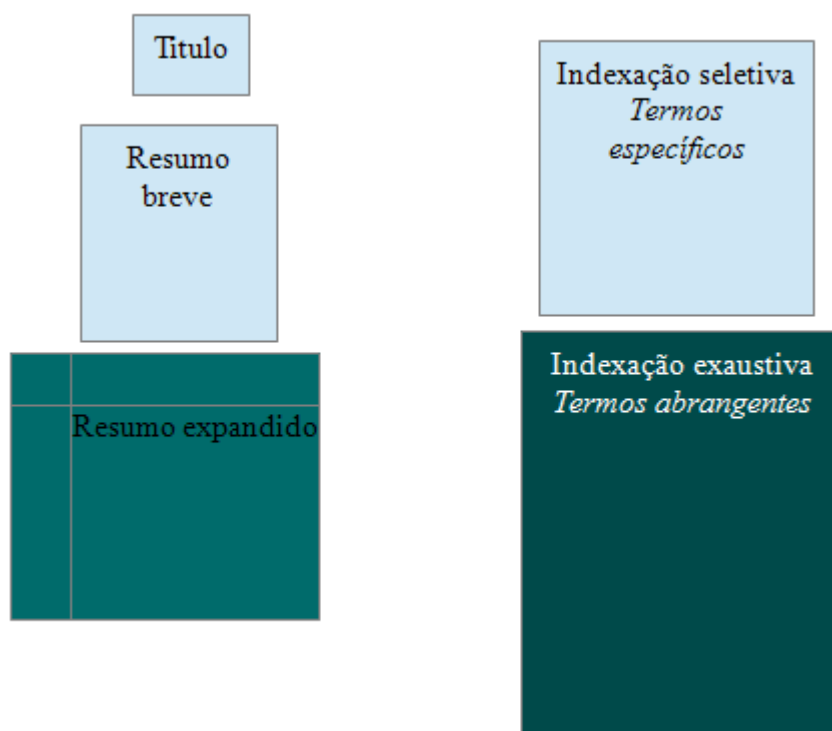 Titulo
Resumo
breve
Resumo expandido
Indexação seletiva
Termos
específicos
Indexação exaustiva
Termos abrangentes